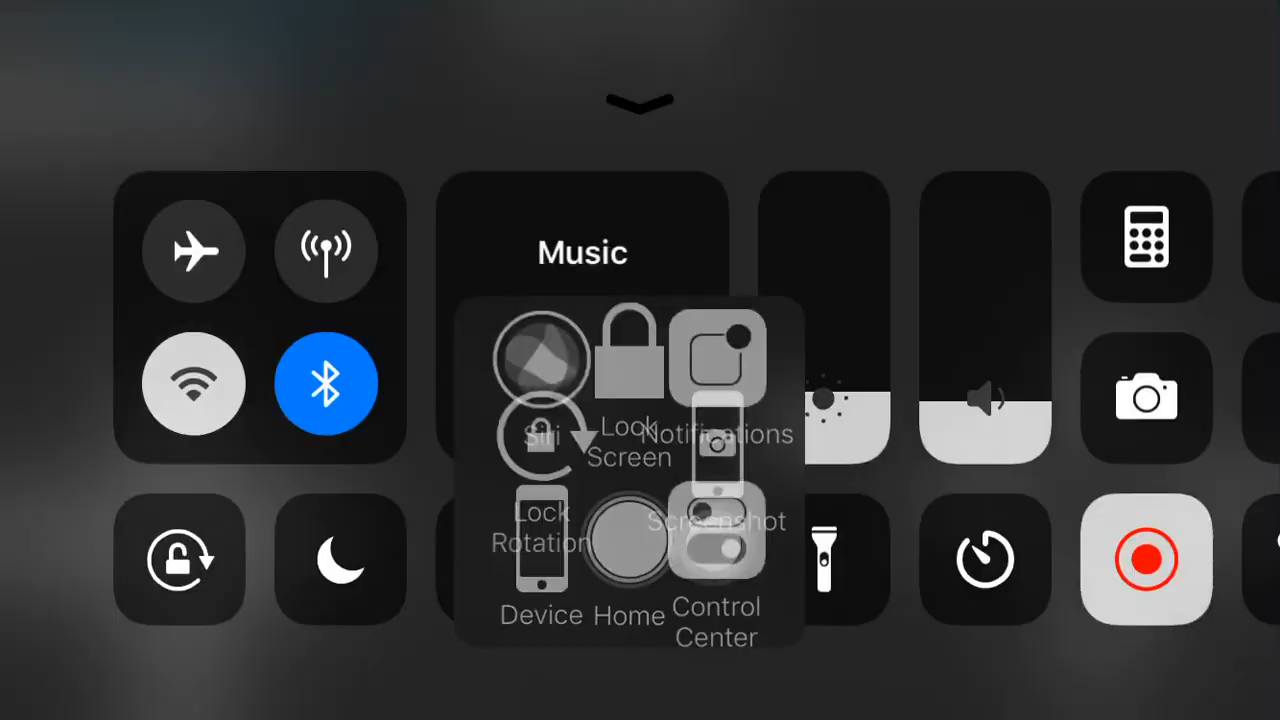 Music
Siri
Lock
Screen
Notifications
Lock
Rotation
Screenshot
Device
Home
Control
Center